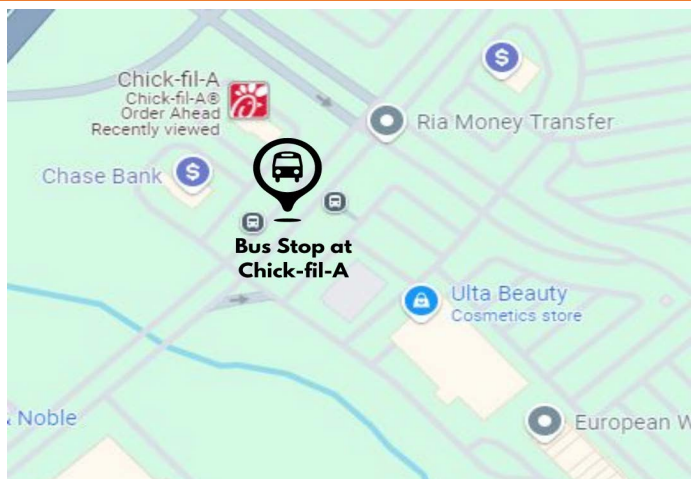 Chick-fil-A
Chick-fil-A®
Order Ahead
Recently viewed
$
Ria Money Transfer
Chase Bank
$
Bus Stop at
Chick-fil-A
Ulta Beauty
Cosmetics store
& Noble
European W